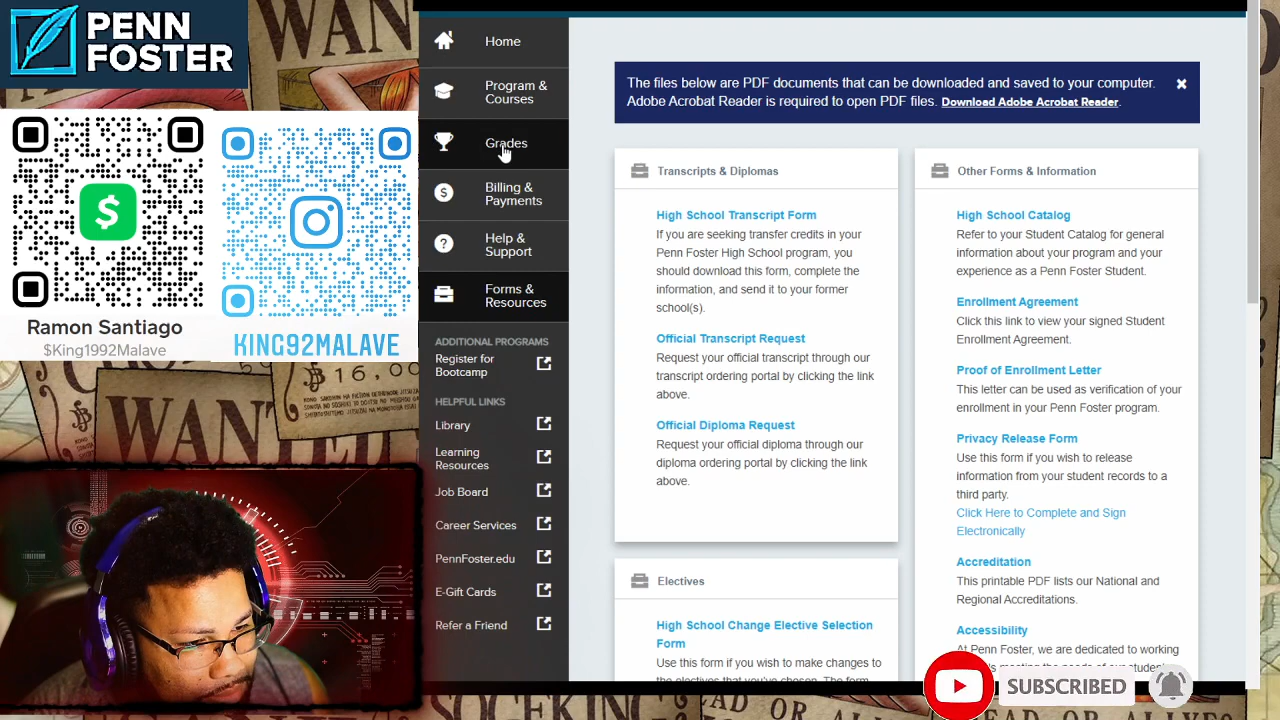 PENN
FOSTER
Ramon Santiago
$King1992Malave
KING92MALAVE
WAN
$16,00
WANTED
Home
Program &
Courses
Grades
Billing &
Payments
Help &
Support
Forms &
Resources
ADDITIONAL PROGRAMS
Register for
Bootcamp
HELPFUL LINKS
Library
Learning
Resources
Job Board
Career Services
PennFoster.edu
E-Gift Cards
Refer a Friend
The files below are PDF documents that can be downloaded and saved to your computer.
Adobe Acrobat Reader is required to open PDF files. Download Adobe Acrobat Reader.
Transcripts & Diplomas
High School Transcript Form
If you are seeking transfer credits in your
Penn Foster High School program, you
should download this form, complete the
information, and send it to your former
school(s).
Official Transcript Request
Request your official transcript through our
transcript ordering portal by clicking the link
above.
Official Diploma Request
Request your official diploma through our
diploma ordering portal by clicking the link
above.
Electives
High School Change Elective Selection
Form
Use this form if you wish to make changes to
the electives that you've chosen. The form
Other Forms & Information
High School Catalog
Refer to your Student Catalog for general
information about your program and your
experience as a Penn Foster Student.
Enrollment Agreement
Click this link to view your signed Student
Enrollment Agreement.
Proof of Enrollment Letter
This letter can be used as verification of your
enrollment in your Penn Foster program.
Privacy Release Form
Use this form if you wish to release
information from your student records to a
third party.
Click Here to Complete and Sign
Electronically
Accreditation
This printable PDF lists our National and
Regional Accreditations.
Accessibility
At Penn Foster, we are dedicated to working
SUBSCRIBED
SOGEKING